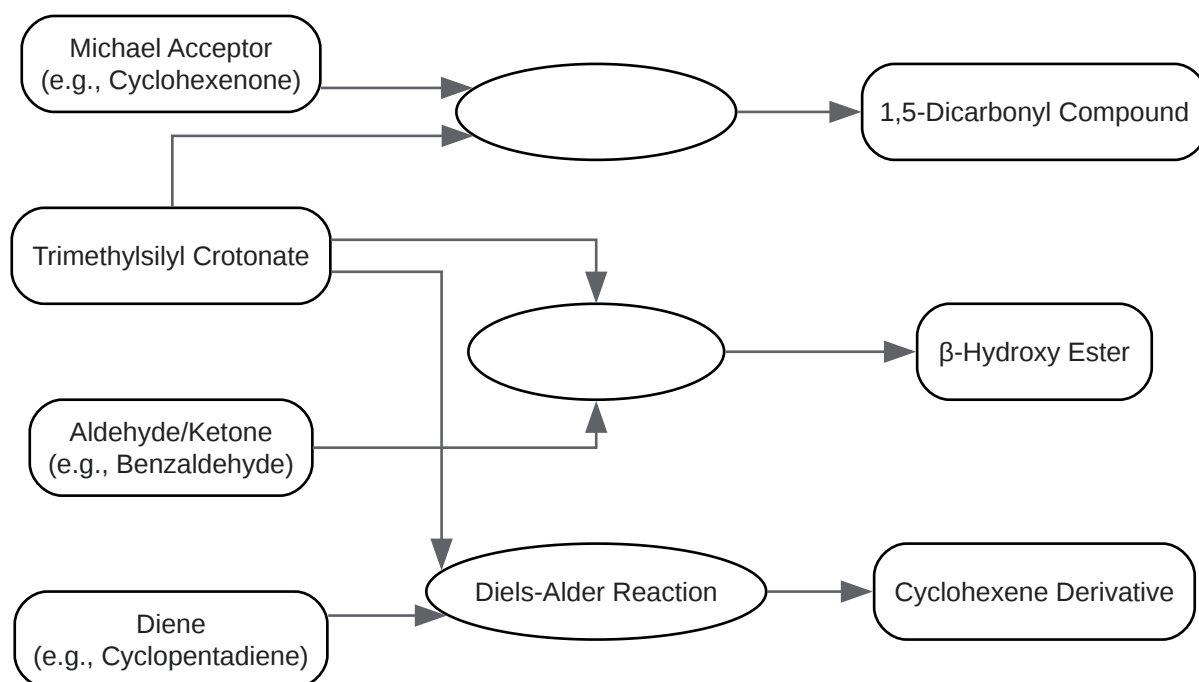 Michael Acceptor
(e.g., Cyclohexenone)
1,5-Dicarbonyl Compound
Trimethylsilyl Crotonate
β-Hydroxy Ester
Aldehyde/Ketone
(e.g., Benzaldehyde)
Diels-Alder Reaction
Cyclohexene Derivative
Diene
(e.g., Cyclopentadiene)